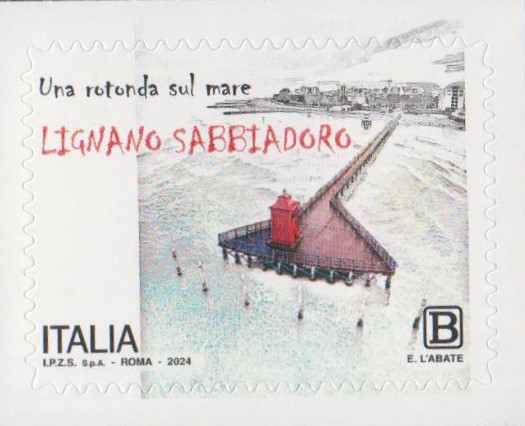 Una rotonda sul mare
LIGNANO SABBIADORO
ITALIA
I.P.Z.S. S.p.A. - ROMA - 2024
B
E. L'ABATE